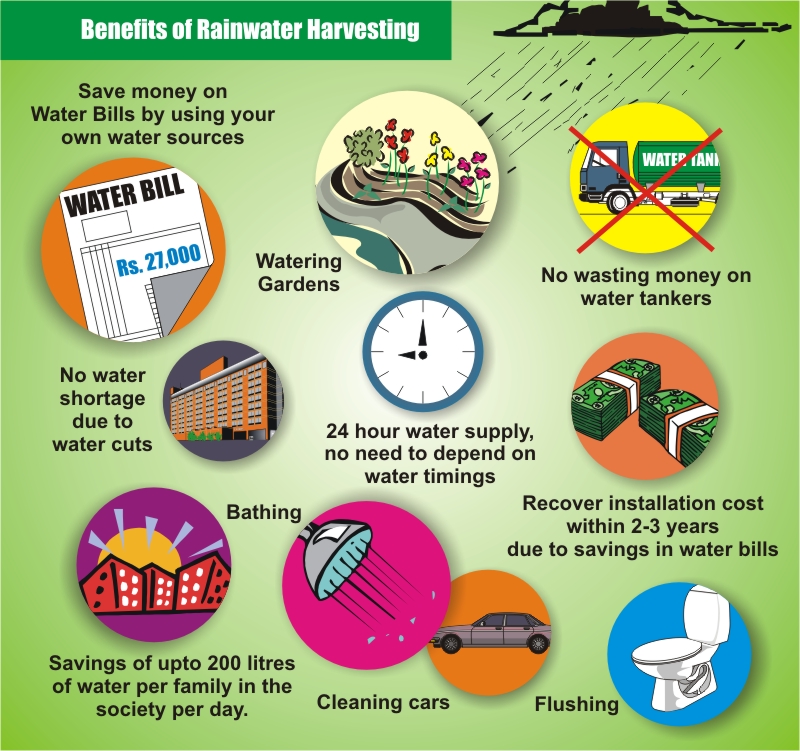 Benefits of Rainwater Harvesting
Save money on
Water Bills by using your
own water sources
WATER BILL
Rs. 27,000
Watering
Gardens
WATER TAN
No wasting money on
water tankers
No water
shortage
due to
water cuts
24 hour water supply,
no need to depend on
water timings
Recover installation cost
within 2-3 years
due to savings in water bills
Bathing
Savings of upto 200 litres
of water per family in the
society per day.
Cleaning cars
Flushing